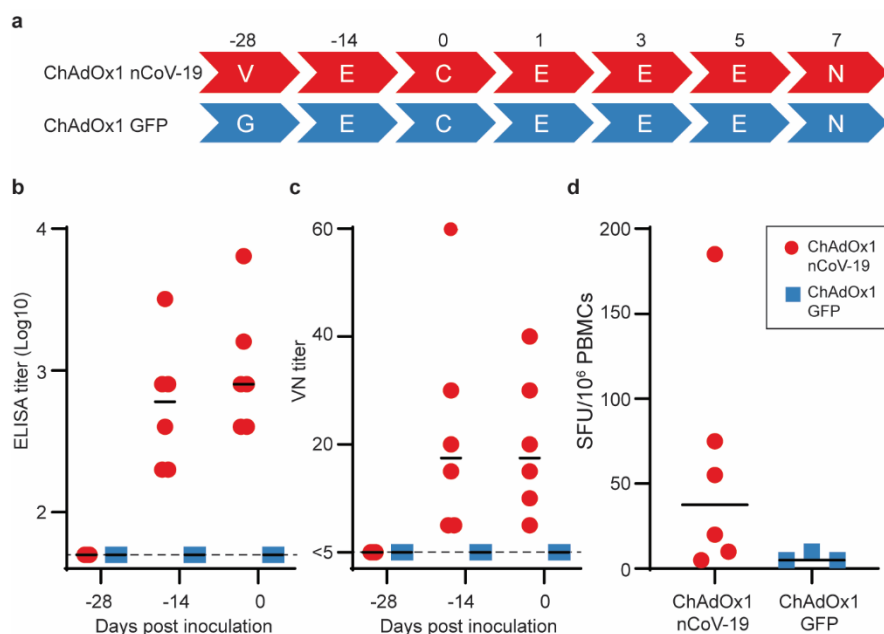 a
-28 -14 0 1 3 5 7
ChAdOx1 nCoV-19 V E C E E E N
ChAdOx1 GFP G E C E E E N
b
4
3
2
ELISA titer (Log10)
-28 -14 0
Days post inoculation
c
60
40
20
<5
VN titer
-28 -14 0
Days post inoculation
d
200
150
100
50
0
SFU/10⁶ PBMCs
ChAdOx1
nCoV-19
ChAdOx1
GFP
ChAdOx1
nCoV-19
ChAdOx1
GFP